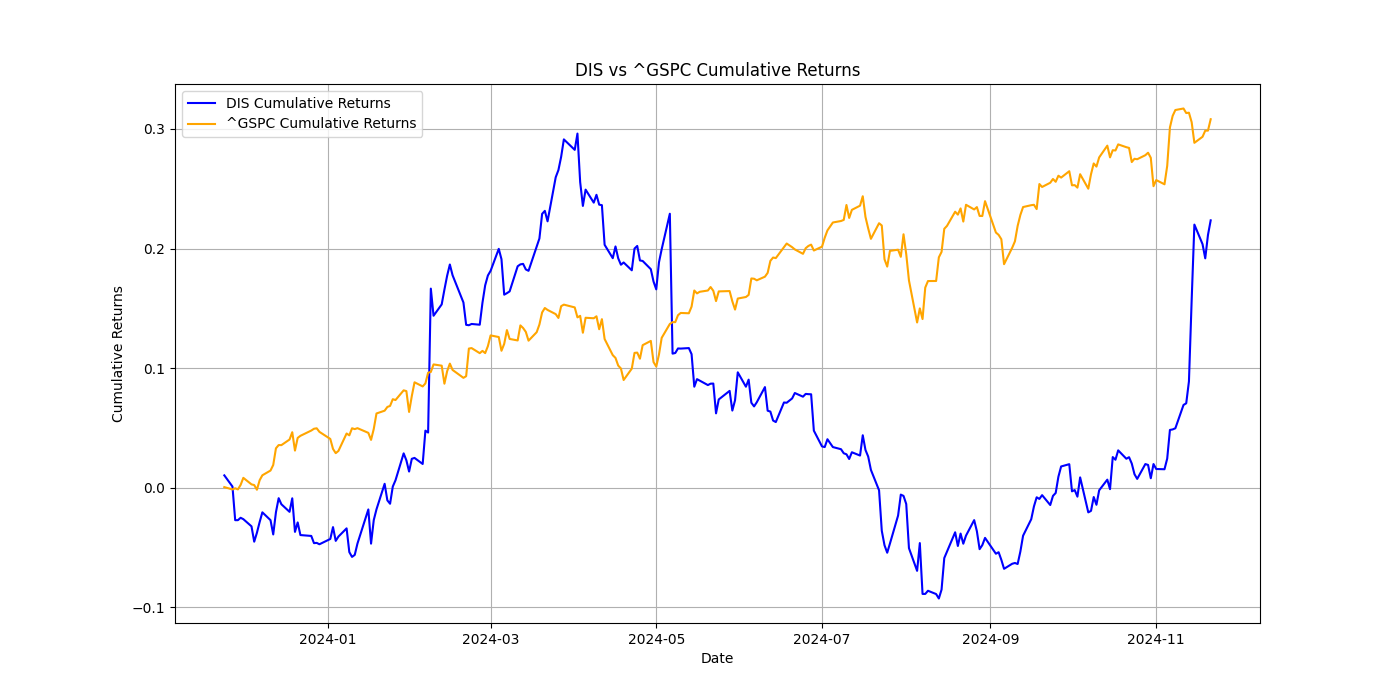 DIS vs ^GSPC Cumulative Returns
DIS Cumulative Returns
^GSPC Cumulative Returns
Cumulative Returns
0.3
0.2
0.1
0.0
−0.1
2024-01 2024-03 2024-05 2024-07 2024-09 2024-11
Date